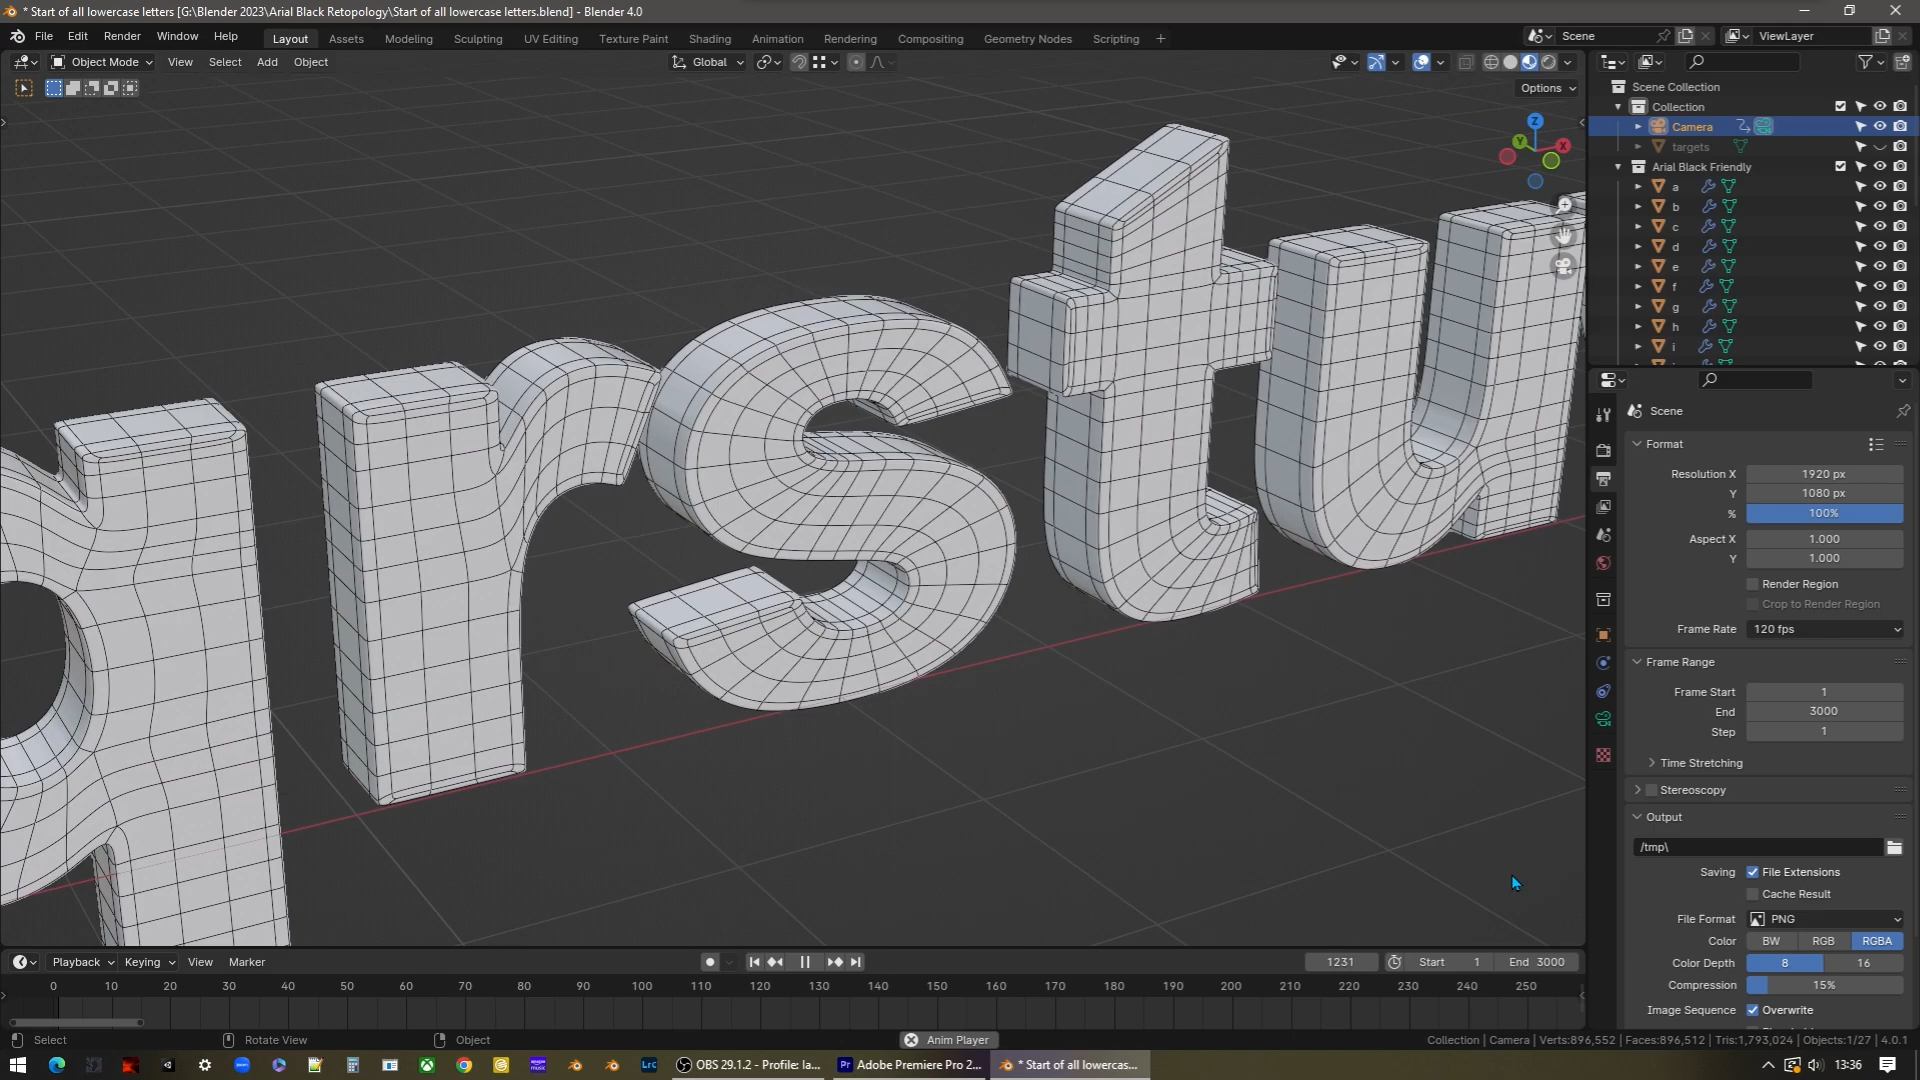 * Start of all lowercase letters [G:\Blender 2023\Arial Black Retopology\Start of all lowercase letters.blend] - Blender 4.0
File Edit Render Window Help Layout Assets Modeling Sculpting UV Editing Texture Paint Shading Animation Rendering Compositing Geometry Nodes Scripting + Scene ViewLayer
Object Mode View Select Add Object Global
Options
Z
Y X
Scene Collection
Collection
Camera
targets
Arial Black Friendly
a
b
c
d
e
f
g
h
i
r s t u
Scene
Format
Resolution X 1920 px
Y 1080 px
% 100%
Aspect X 1.000
Y 1.000
Render Region
Crop to Render Region
Frame Rate 120 fps
Frame Range
Frame Start 1
End 3000
Step 1
Time Stretching
Stereoscopy
Output
/tmp\
Saving File Extensions
Cache Result
File Format PNG
Color BW RGB RGBA
Color Depth 8 16
Compression 15%
Image Sequence Overwrite
Playback Keying View Marker 1231 Start 1 End 3000
0 10 20 30 40 50 60 70 80 90 100 110 120 130 140 150 160 170 180 190 200 210 220 230 240 250
Select Rotate View Object Anim Player Collection | Camera | Verts:896,552 | Faces:896,512 | Tris:1,793,024 | Objects:1/27 | 4.0.1
Lrc OBS 29.1.2 - Profile: la... Pr Adobe Premiere Pro 2... * Start of all lowercas... 13:36